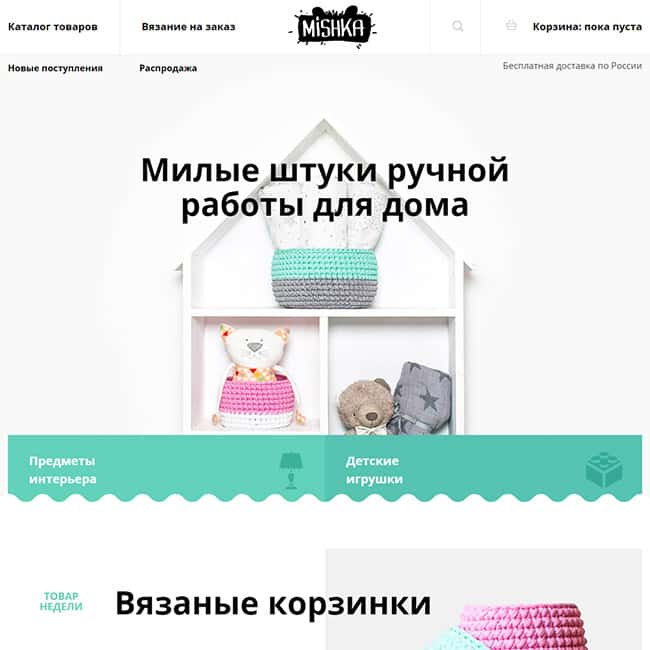 Каталог товаров
Вязание на заказ
MiSHKA
Корзина: пока пуста
Новые поступления
Распродажа
Бесплатная доставка по России
Милые штуки ручной
работы для дома
Предметы
интерьера
Детские
игрушки
ТОВАР
НЕДЕЛИ
Вязаные корзинки